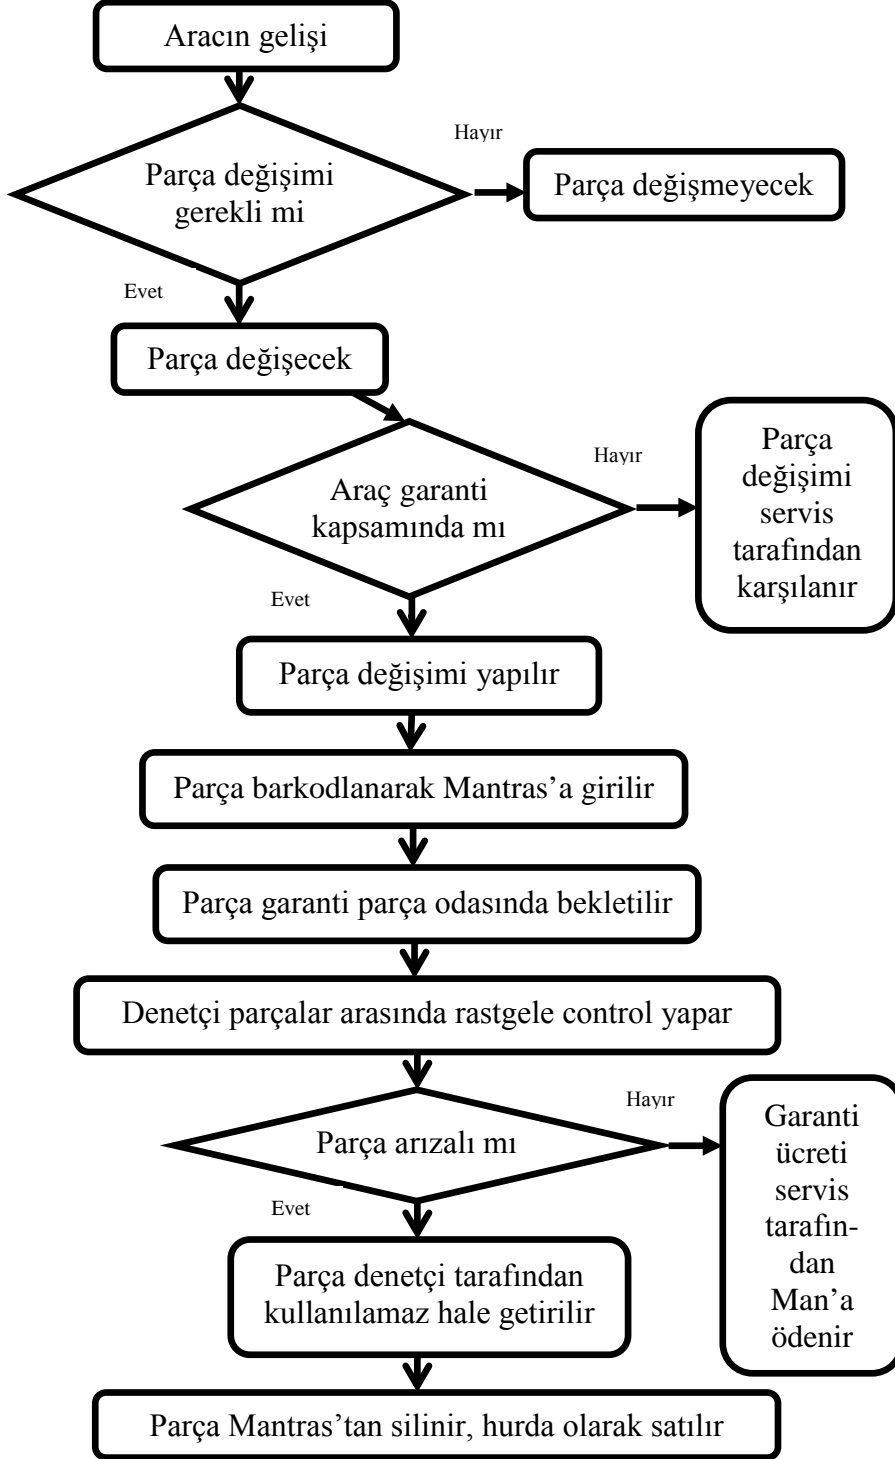 Aracın gelişi
Hayır
Parça değişimi
gerekli mi
Parça değişmeyecek
Evet
Parça değişecek
Hayır
Araç garanti
kapsamında mı
Parça
değişimi
servis
tarafından
karşılanır
Evet
Parça değişimi yapılır
Parça barkodlanarak Mantras’a girilir
Parça garanti parça odasında bekletilir
Denetçi parçalar arasında rastgele control yapar
Hayır
Parça arızalı mı
Garanti
ücreti
servis
tarafın-
dan
Man’a
ödenir
Evet
Parça denetçi tarafından
kullanılamaz hale getirilir
Parça Mantras’tan silinir, hurda olarak satılır